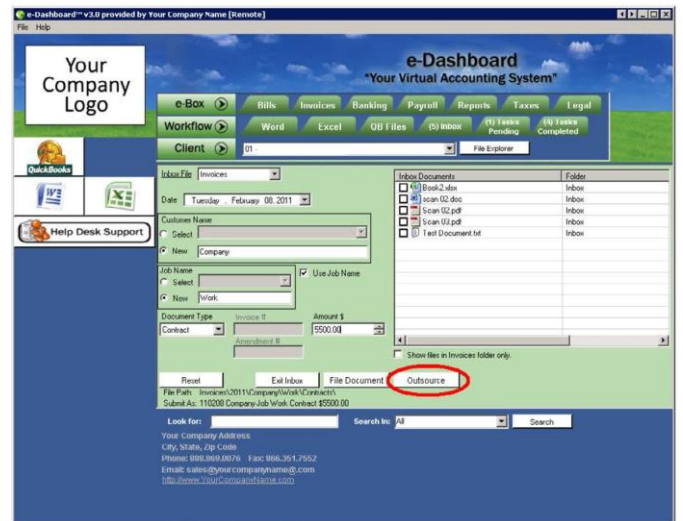 e-Dashboard™ v3.0 provided by Your Company Name [Remote]
File Help
Your
Company
Logo
e-Dashboard
"Your Virtual Accounting System"
e-Box Bills Invoices Banking Payroll Reports Taxes Legal
Workflow Word Excel QB Files (5) Inbox (1) Tasks Pending (4) Tasks Completed
Client 01 - File Explorer
QuickBooks
Help Desk Support
Inbox File Invoices
Date Tuesday , February 08, 2011
Customer Name
Select
New Company
Job Name
Select
Use Job Name
New Work
Document Type Invoice # Amount $
Contract 5500.00
Amendment #
Inbox Documents Folder
Book2.xlsx Inbox
scan 02.doc Inbox
Scan 02.pdf Inbox
Scan 03.pdf Inbox
Test Document.txt Inbox
Show files in Invoices folder only.
Reset Exit Inbox File Document Outsource
File Path: Invoices\2011\Company\Work\Contracts\
Submit As: 110208 Company-Job Work Contract $5500.00
Look for: Search In: All Search
Your Company Address
City, State, Zip Code
Phone: 888.869.0076 Fax: 866.351.7552
Email: sales@yourcompanyname@.com
http://www.YourCompanyName.com